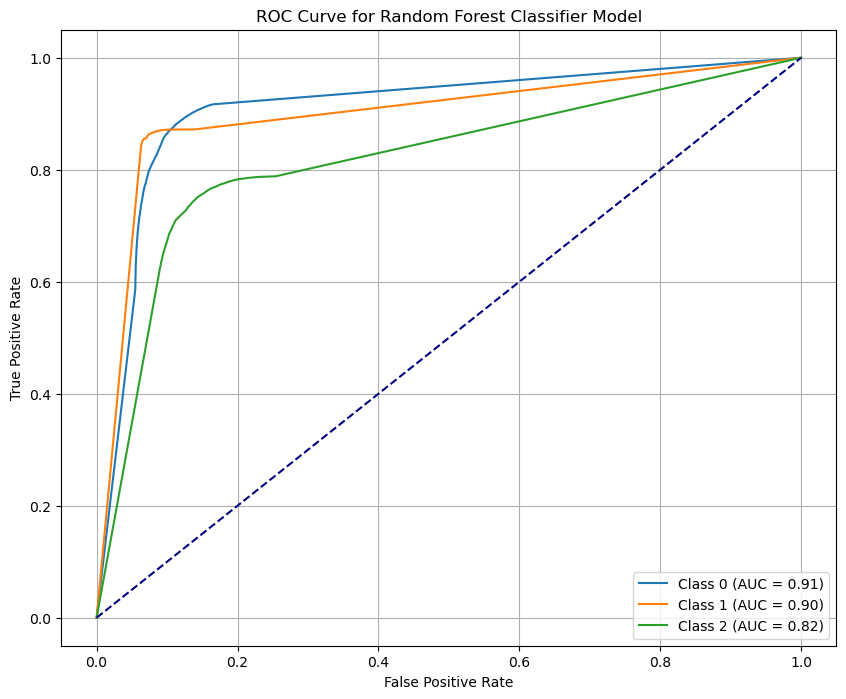 ROC Curve for Random Forest Classifier Model
True Positive Rate
1.0
0.8
0.6
0.4
0.2
0.0
Class 0 (AUC = 0.91)
Class 1 (AUC = 0.90)
Class 2 (AUC = 0.82)
0.0 0.2 0.4 0.6 0.8 1.0
False Positive Rate